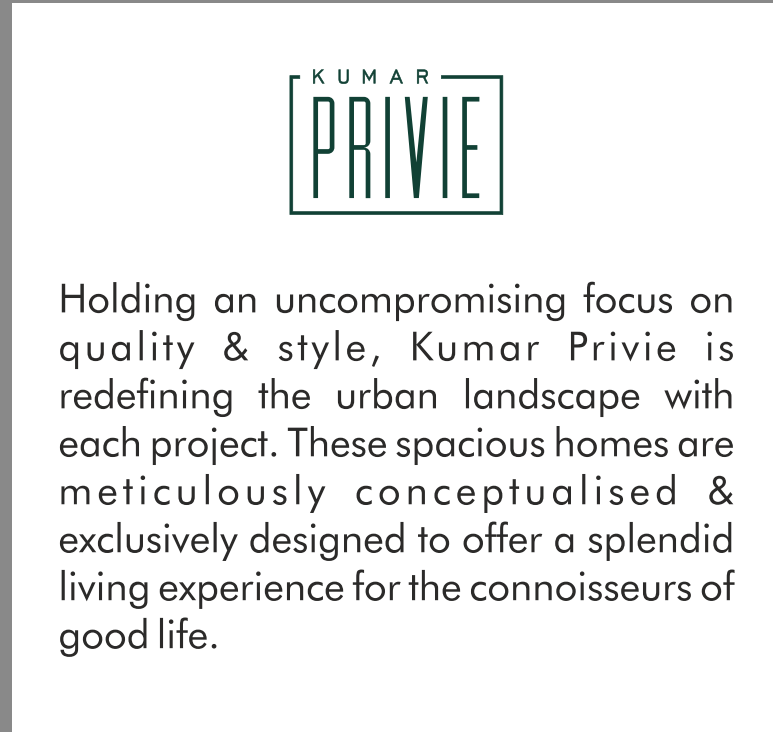 KUMAR
PRIVIE
Holding an uncompromising focus on
quality & style, Kumar Privie is
redefining the urban landscape with
each project. These spacious homes are
meticulously conceptualised &
exclusively designed to offer a splendid
living experience for the connoisseurs of
good life.